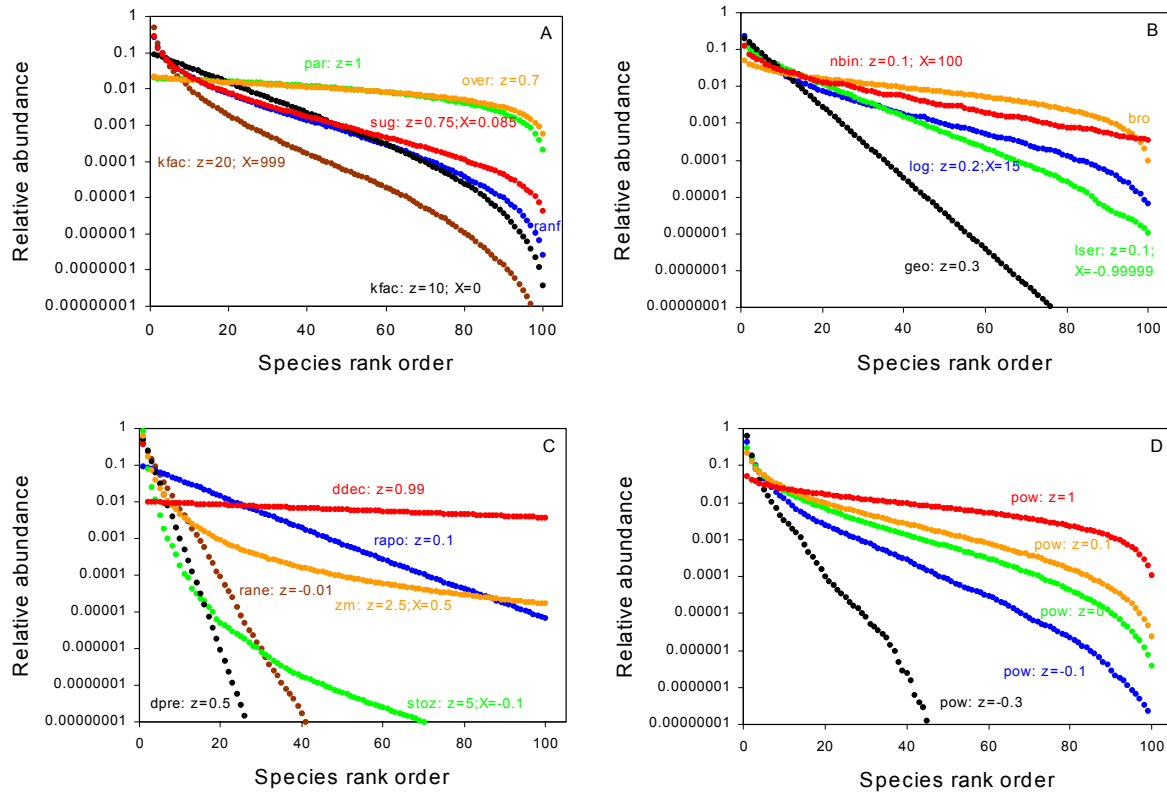 A
Relative abundance
1
0.1
0.01
0.001
0.0001
0.00001
0.000001
0.0000001
0.00000001
par: z=1
over: z=0.7
sug: z=0.75;X=0.085
kfac: z=20; X=999
ranf
kfac: z=10; X=0
0 20 40 60 80 100
Species rank order
B
Relative abundance
1
0.1
0.01
0.001
0.0001
0.00001
0.000001
0.0000001
0.00000001
nbin: z=0.1; X=100
bro
log: z=0.2;X=15
lser: z=0.1;
X=-0.99999
geo: z=0.3
0 20 40 60 80 100
Species rank order
C
Relative abundance
1
0.1
0.01
0.001
0.0001
0.00001
0.000001
0.0000001
0.00000001
ddec: z=0.99
rapo: z=0.1
rane: z=-0.01
zm: z=2.5;X=0.5
dpre: z=0.5
stoz: z=5;X=-0.1
0 20 40 60 80 100
Species rank order
D
Relative abundance
1
0.1
0.01
0.001
0.0001
0.00001
0.000001
0.0000001
0.00000001
pow: z=1
pow: z=0.1
pow: z=0
pow: z=-0.1
pow: z=-0.3
0 20 40 60 80 100
Species rank order